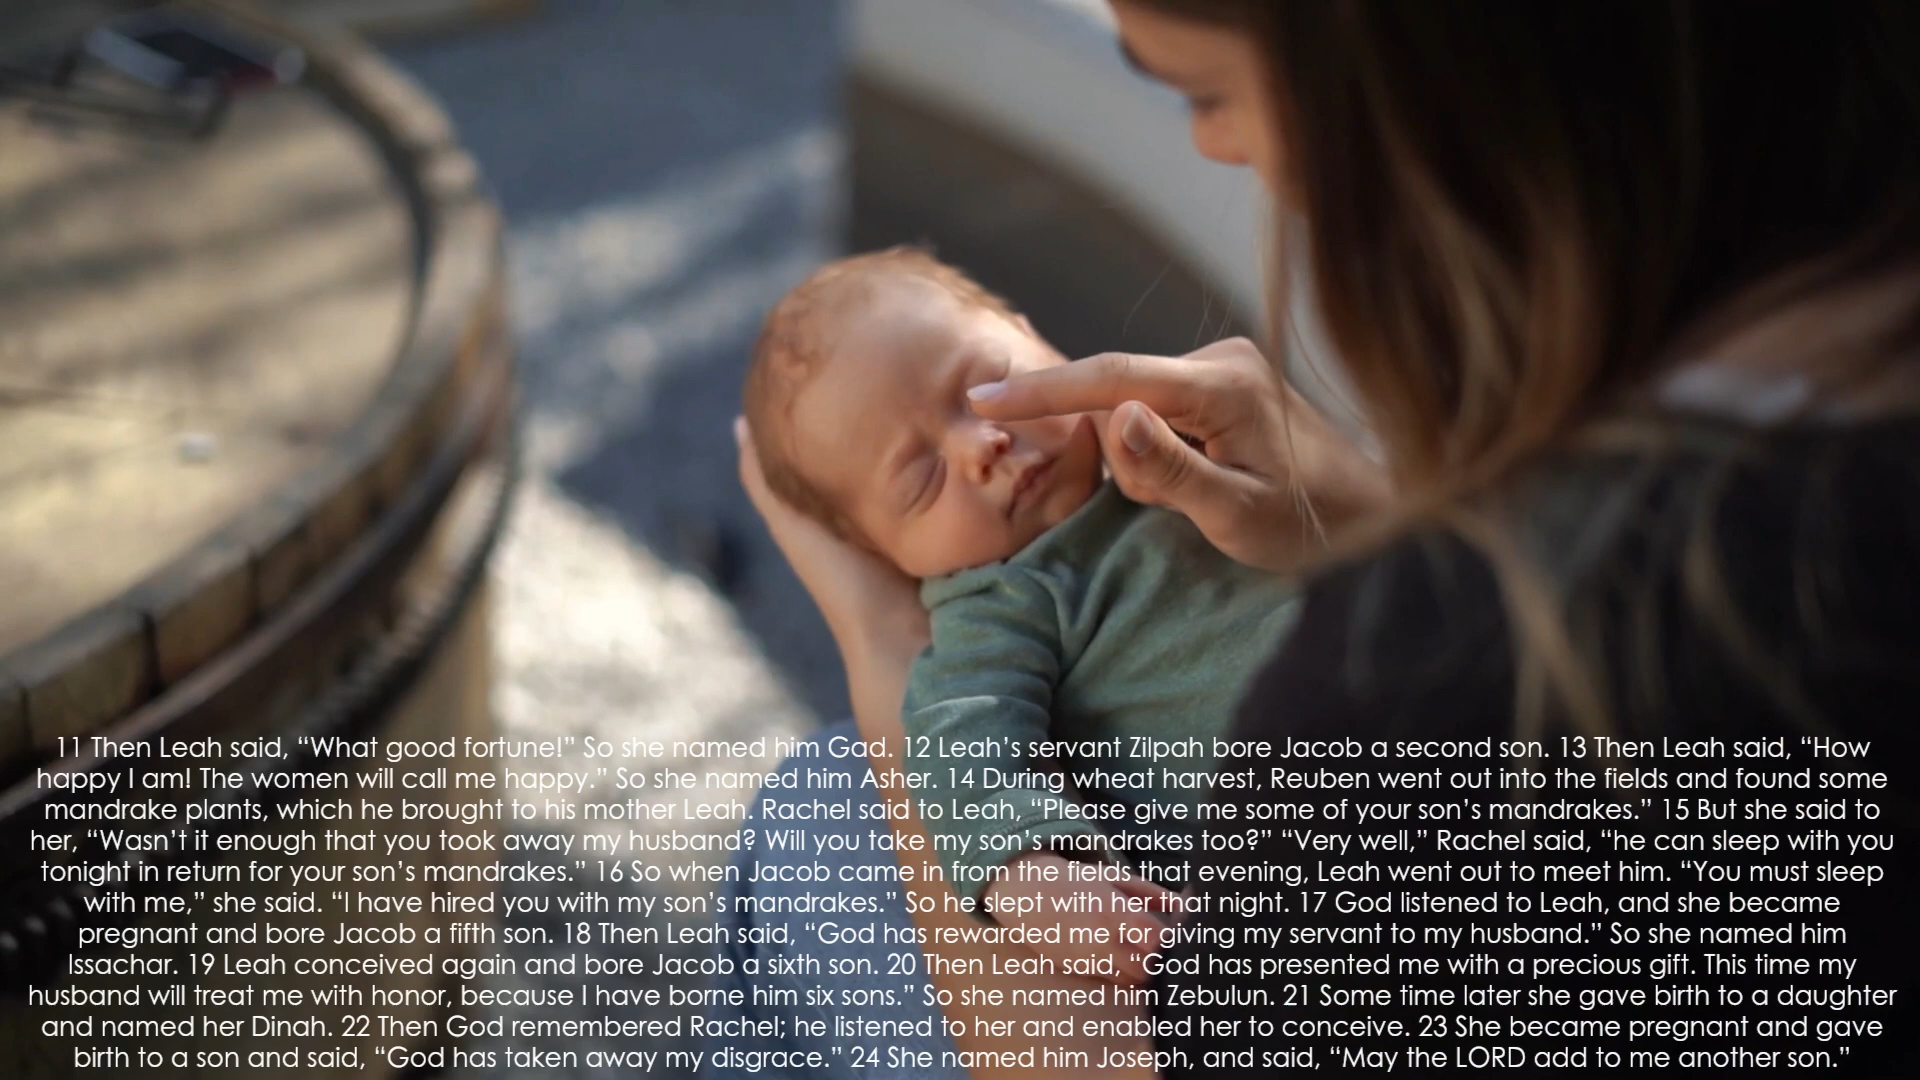 11 Then Leah said, “What good fortune!” So she named him Gad. 12 Leah’s servant Zilpah bore Jacob a second son. 13 Then Leah said, “How
happy I am! The women will call me happy.” So she named him Asher. 14 During wheat harvest, Reuben went out into the fields and found some
mandrake plants, which he brought to his mother Leah. Rachel said to Leah, “Please give me some of your son’s mandrakes.” 15 But she said to
her, “Wasn’t it enough that you took away my husband? Will you take my son’s mandrakes too?” “Very well,” Rachel said, “he can sleep with you
tonight in return for your son’s mandrakes.” 16 So when Jacob came in from the fields that evening, Leah went out to meet him. “You must sleep
with me,” she said. “I have hired you with my son’s mandrakes.” So he slept with her that night. 17 God listened to Leah, and she became
pregnant and bore Jacob a fifth son. 18 Then Leah said, “God has rewarded me for giving my servant to my husband.” So she named him
Issachar. 19 Leah conceived again and bore Jacob a sixth son. 20 Then Leah said, “God has presented me with a precious gift. This time my
husband will treat me with honor, because I have borne him six sons.” So she named him Zebulun. 21 Some time later she gave birth to a daughter
and named her Dinah. 22 Then God remembered Rachel; he listened to her and enabled her to conceive. 23 She became pregnant and gave
birth to a son and said, “God has taken away my disgrace.” 24 She named him Joseph, and said, “May the LORD add to me another son.”